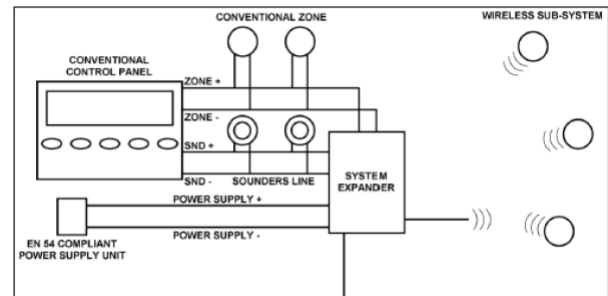 CONVENTIONAL ZONE
WIRELESS SUB-SYSTEM
CONVENTIONAL
CONTROL PANEL
ZONE +
ZONE -
SND +
SND -
SOUNDERS LINE
SYSTEM
EXPANDER
POWER SUPPLY +
POWER SUPPLY -
EN 54 COMPLIANT
POWER SUPPLY UNIT